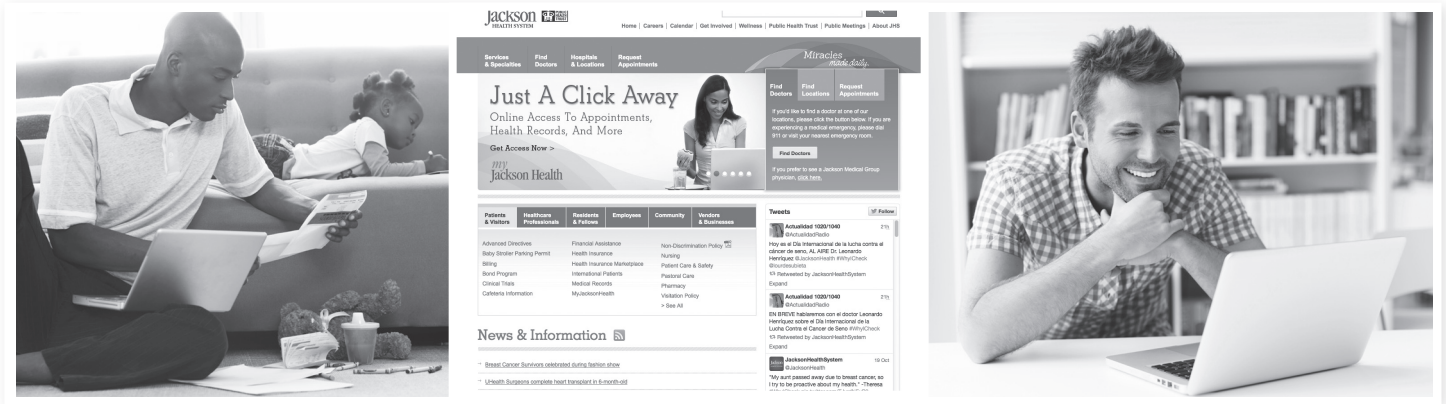 Jackson
HEALTH SYSTEM
Home | Careers | Calendar | Get Involved | Wellness | Public Health Trust | Public Meetings | About JHS
Services
& Specialties
Find
Doctors
Hospitals
& Locations
Request
Appointments
Miracles
made daily.
Just A Click Away
Online Access To Appointments,
Health Records, And More
Get Access Now >
my
Jackson Health
Find
Doctors
Find
Locations
Request
Appointments
If you'd like to find a doctor at one of our
locations, please click the button below. If you are
experiencing a medical emergency, please dial
911 or visit your nearest emergency room.
Find Doctors
If you prefer to see a Jackson Medical Group
physician, click here.
Patients
& Visitors
Healthcare
Professionals
Residents
& Fellows
Employees
Community
Vendors
& Businesses
Advanced Directives
Baby Stroller Parking Permit
Billing
Bond Program
Clinical Trials
Cafeteria Information
Financial Assistance
Health Insurance
Health Insurance Marketplace
International Patients
Medical Records
MyJacksonHealth
Non-Discrimination Policy
Nursing
Patient Care & Safety
Pastoral Care
Pharmacy
Visitation Policy
> See All
News & Information
Breast Cancer Survivors celebrated during fashion show
UHealth Surgeons complete heart transplant in 6-month-old
Tweets
Follow
Actualidad 1020/1040
@ActualidadRadio
Hoy es el Día Internacional de la lucha contra el
cáncer de seno, AL AIRE Dr. Leonardo
Henríquez @JacksonHealth #WhyICheck
@lourdesubieta
Retweeted by JacksonHealthSystem
Expand
Actualidad 1020/1040
@ActualidadRadio
EN BREVE hablaremos con el doctor Leonardo
Henríquez sobre el Día Internacional de la
Lucha Contra el Cancer de Seno #WhyICheck
Retweeted by JacksonHealthSystem
Expand
JacksonHealthSystem
@JacksonHealth
"My aunt passed away due to breast cancer, so
I try to be proactive about my health." -Theresa